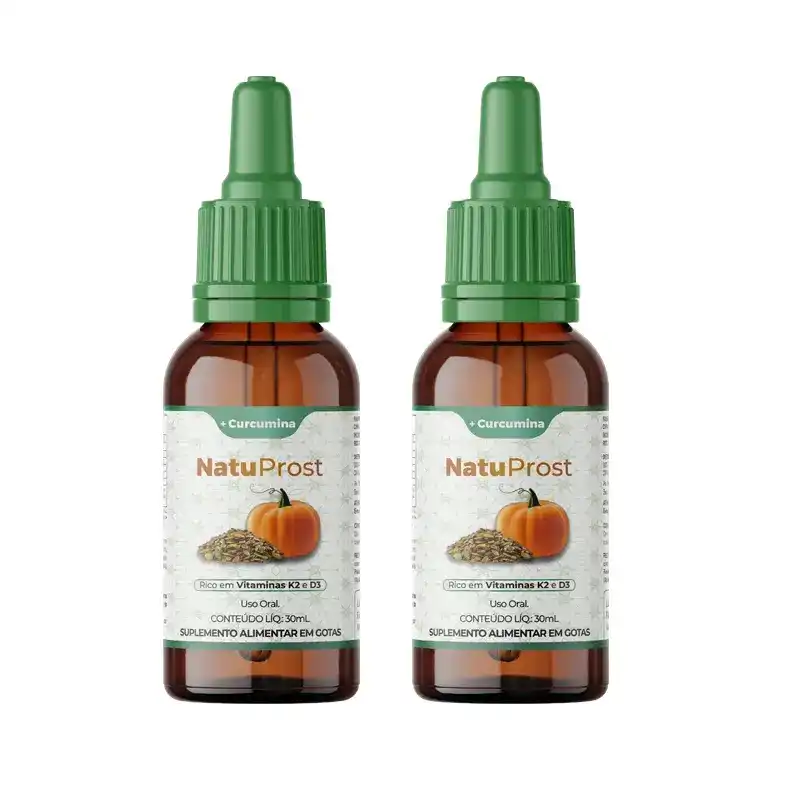 + Curcumina
NatuProst
Rico em Vitaminas K2 e D3
Uso Oral.
CONTEÚDO LÍQ.: 30mL
SUPLEMENTO ALIMENTAR EM GOTAS
+ Curcumina
NatuProst
Rico em Vitaminas K2 e D3
Uso Oral.
CONTEÚDO LÍQ.: 30mL
SUPLEMENTO ALIMENTAR EM GOTAS